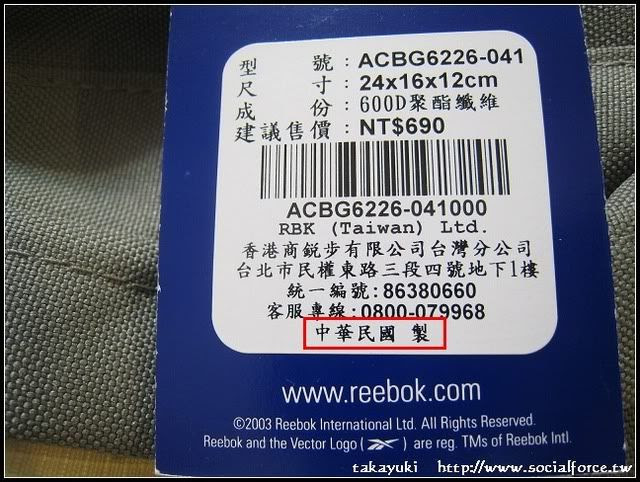 型 號：ACBG6226-041
尺 寸：24x16x12cm
成 份：600D聚酯纖維
建議售價：NT$690
ACBG6226-041000
RBK (Taiwan) Ltd.
香港商銳步有限公司台灣分公司
台北市民權東路三段四號地下1樓
統一編號:86380660
客服專線:0800-079968
中華民國 製
www.reebok.com
©2003 Reebok International Ltd. All Rights Reserved.
Reebok and the Vector Logo ( ) are reg. TMs of Reebok Intl.
takayuki http://www.socialforce.tw